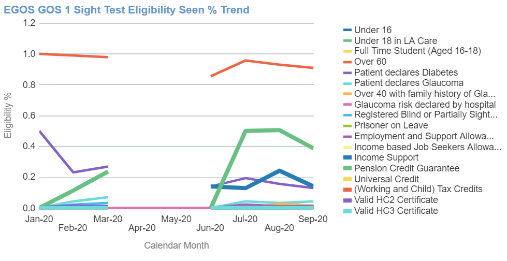 EGOS GOS 1 Sight Test Eligibility Seen % Trend
1.2
1.0
0.8
0.6
0.4
0.2
0.0
Eligibility %
Jan-20
Feb-20
Mar-20
Apr-20
May-20
Jun-20
Jul-20
Aug-20
Sep-20
Calendar Month
Under 16
Under 18 in LA Care
Full Time Student (Aged 16-18)
Over 60
Patient declares Diabetes
Patient declares Glaucoma
Over 40 with family history of Gla...
Glaucoma risk declared by hospital
Registered Blind or Partially Sight...
Prisoner on Leave
Employment and Support Allowa...
Income based Job Seekers Allowa...
Income Support
Pension Credit Guarantee
Universal Credit
(Working and Child) Tax Credits
Valid HC2 Certificate
Valid HC3 Certificate